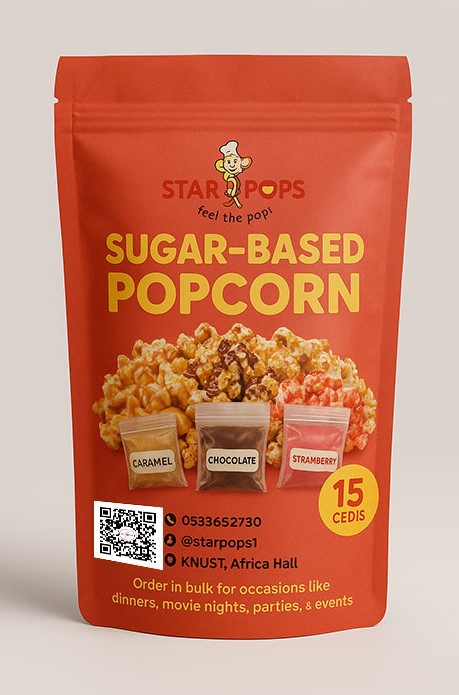 STAR POPS
feel the pop!
SUGAR-BASED
POPCORN
CARAMEL
CHOCOLATE
STRAMBERRY
15
CEDIS
0533652730
@starpops1
KNUST, Africa Hall
Order in bulk for occasions like
dinners, movie nights, parties, & events